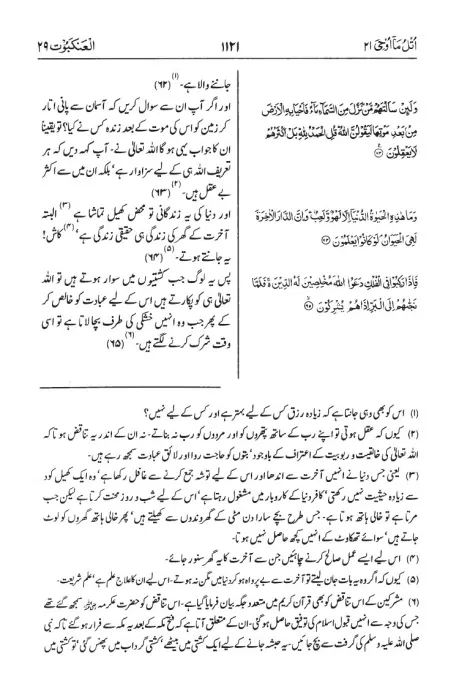 اُتْلُ مَآ اُوْحِیَ ۲۱
۱۱۲۱
العنکبوت ۲۹
وَلَئِنْ سَاَلْتَهُمْ مَّنْ نَّزَّلَ مِنَ السَّمَآءِ مَآءً فَاَحْیَا بِهِ الْاَرْضَ
مِنْۢ بَعْدِ مَوْتِهَا لَیَقُوْلُنَّ اللّٰهُ قُلِ الْحَمْدُ لِلّٰهِ بَلْ اَكْثَرُهُمْ
لَا یَعْقِلُوْنَ ۶۳
وَمَا هٰذِهِ الْحَیٰوةُ الدُّنْیَاۤ اِلَّا لَهْوٌ وَّلَعِبٌ وَاِنَّ الدَّارَ الْاٰخِرَةَ
لَهِیَ الْحَیَوَانُ لَوْ كَانُوْا یَعْلَمُوْنَ ۶۴
فَاِذَا رَكِبُوْا فِی الْفُلْكِ دَعَوُا اللّٰهَ مُخْلِصِیْنَ لَهُ الدِّیْنَ فَلَمَّا
نَجّٰىهُمْ اِلَى الْبَرِّ اِذَا هُمْ یُشْرِكُوْنَ ۶۵
جاننے والا ہے۔ (۱) (۶۲)
اور اگر آپ ان سے سوال کریں کہ آسمان سے پانی اتار
کر زمین کو اس کی موت کے بعد زندہ کس نے کیا؟ تو یقیناً
ان کا جواب یہی ہوگا اللہ تعالیٰ نے۔ آپ کہہ دیں کہ ہر
تعریف اللہ ہی کے لیے سزاوار ہے، بلکہ ان میں سے اکثر
بے عقل ہیں۔ (۲) (۶۳)
اور دنیا کی یہ زندگانی تو محض کھیل تماشا ہے (۳) البتہ
آخرت کے گھر کی زندگی ہی حقیقی زندگی ہے، (۴) کاش!
یہ جانتے ہوتے۔ (۵) (۶۴)
پس یہ لوگ جب کشتیوں میں سوار ہوتے ہیں تو اللہ
تعالیٰ ہی کو پکارتے ہیں اس کے لیے عبادت کو خالص کر
کے پھر جب وہ انہیں خشکی کی طرف بچا لاتا ہے تو اسی
وقت شرک کرنے لگتے ہیں۔ (۶) (۶۵)
(۱) اس کو بھی وہی جانتا ہے کہ زیادہ رزق کس کے لیے بہتر ہے اور کس کے لیے نہیں؟
(۲) کیوں کہ عقل ہوتی تو اپنے رب کے ساتھ پتھروں کو اور مردوں کو رب نہ بناتے۔ نہ ان کے اندر یہ تناقض ہوتا کہ
اللہ تعالیٰ کی خالقیت و ربوبیت کے اعتراف کے باوجود، بتوں کو حاجت روا اور لائق عبادت سمجھ رہے ہیں۔
(۳) یعنی جس دنیا نے انہیں آخرت سے اندھا اور اس کے لیے توشہ جمع کرنے سے غافل رکھا ہے، وہ ایک کھیل کود
سے زیادہ حیثیت نہیں رکھتی، کافر دنیا کے کاروبار میں مشغول رہتا ہے، اس کے لیے شب و روز محنت کرتا ہے لیکن جب
مرتا ہے تو خالی ہاتھ ہوتا ہے۔ جس طرح بچے سارا دن مٹی کے گھروندوں سے کھیلتے ہیں، پھر خالی ہاتھ گھروں کو لوٹ
جاتے ہیں، سوائے تھکاوٹ کے انہیں کچھ حاصل نہیں ہوتا۔
(۴) اس لیے ایسے عمل صالح کرنے چاہئیں جن سے آخرت کا یہ گھر سنور جائے۔
(۵) کیوں کہ اگر وہ یہ بات جان لیتے تو آخرت سے بے پرواہ ہو کر دنیا میں مگن نہ ہوتے۔ اس لیے ان کا علاج علم ہے، علم شریعت۔
(۶) مشرکین کے اس تناقض کو بھی قرآن کریم میں متعدد جگہ بیان فرمایا گیا ہے۔ اس تناقض کو حضرت عکرمہ رضی اللہ عنہ سمجھ گئے تھے
جس کی وجہ سے انہیں قبول اسلام کی توفیق حاصل ہو گئی۔ ان کے متعلق آتا ہے کہ فتح مکہ کے بعد یہ مکہ سے فرار ہو گئے تاکہ نبی
صلی اللہ علیہ وسلم کی گرفت سے بچ جائیں۔ یہ حبشہ جانے کے لیے ایک کشتی میں بیٹھے، کشتی گرداب میں پھنس گئی، تو کشتی میں